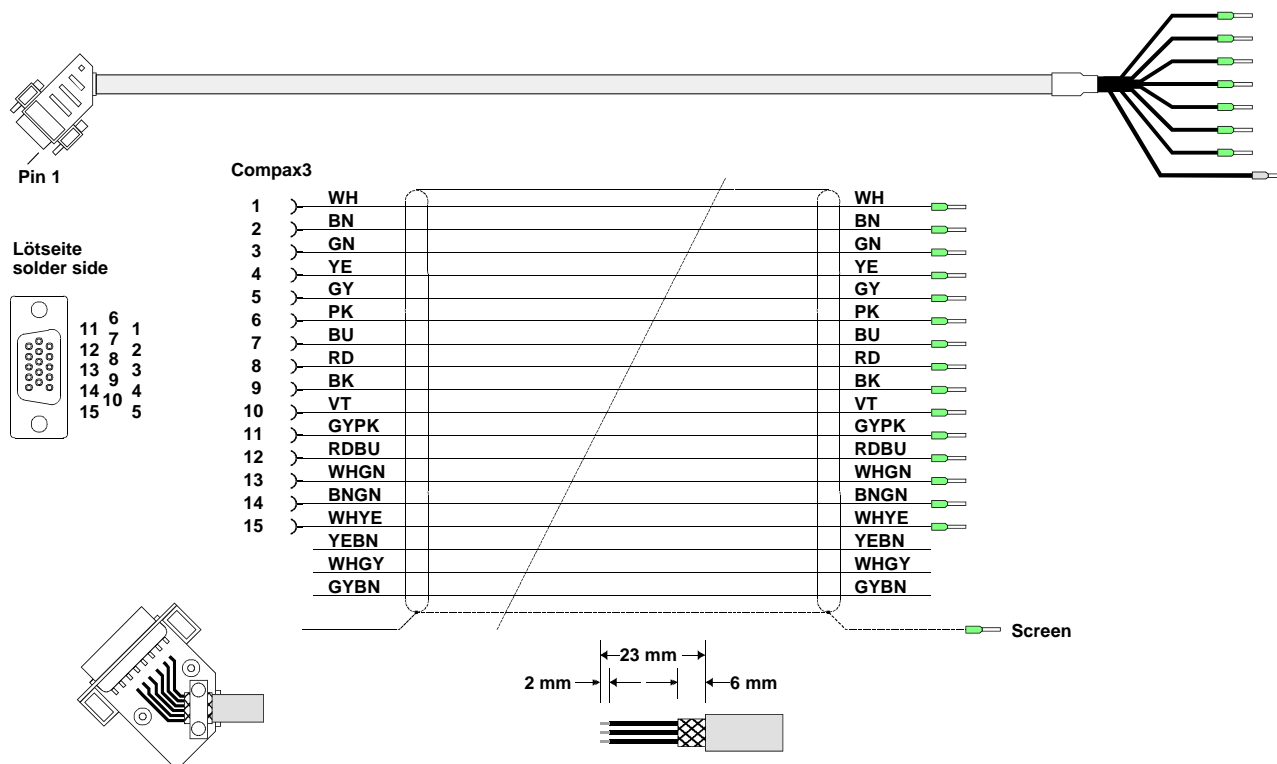 Pin 1
Compax3
1 WH WH
2 BN BN
3 GN GN
4 YE YE
5 GY GY
6 PK PK
7 BU BU
8 RD RD
9 BK BK
10 VT VT
11 GYPK GYPK
12 RDBU RDBU
13 WHGN WHGN
14 BNGN BNGN
15 WHYE WHYE
YEBN YEBN
WHGY WHGY
GYBN GYBN
Screen
Lötseite
solder side
6
11 1
7
12 2
8
13 3
9
14 4
10
15 5
23 mm
2 mm 6 mm